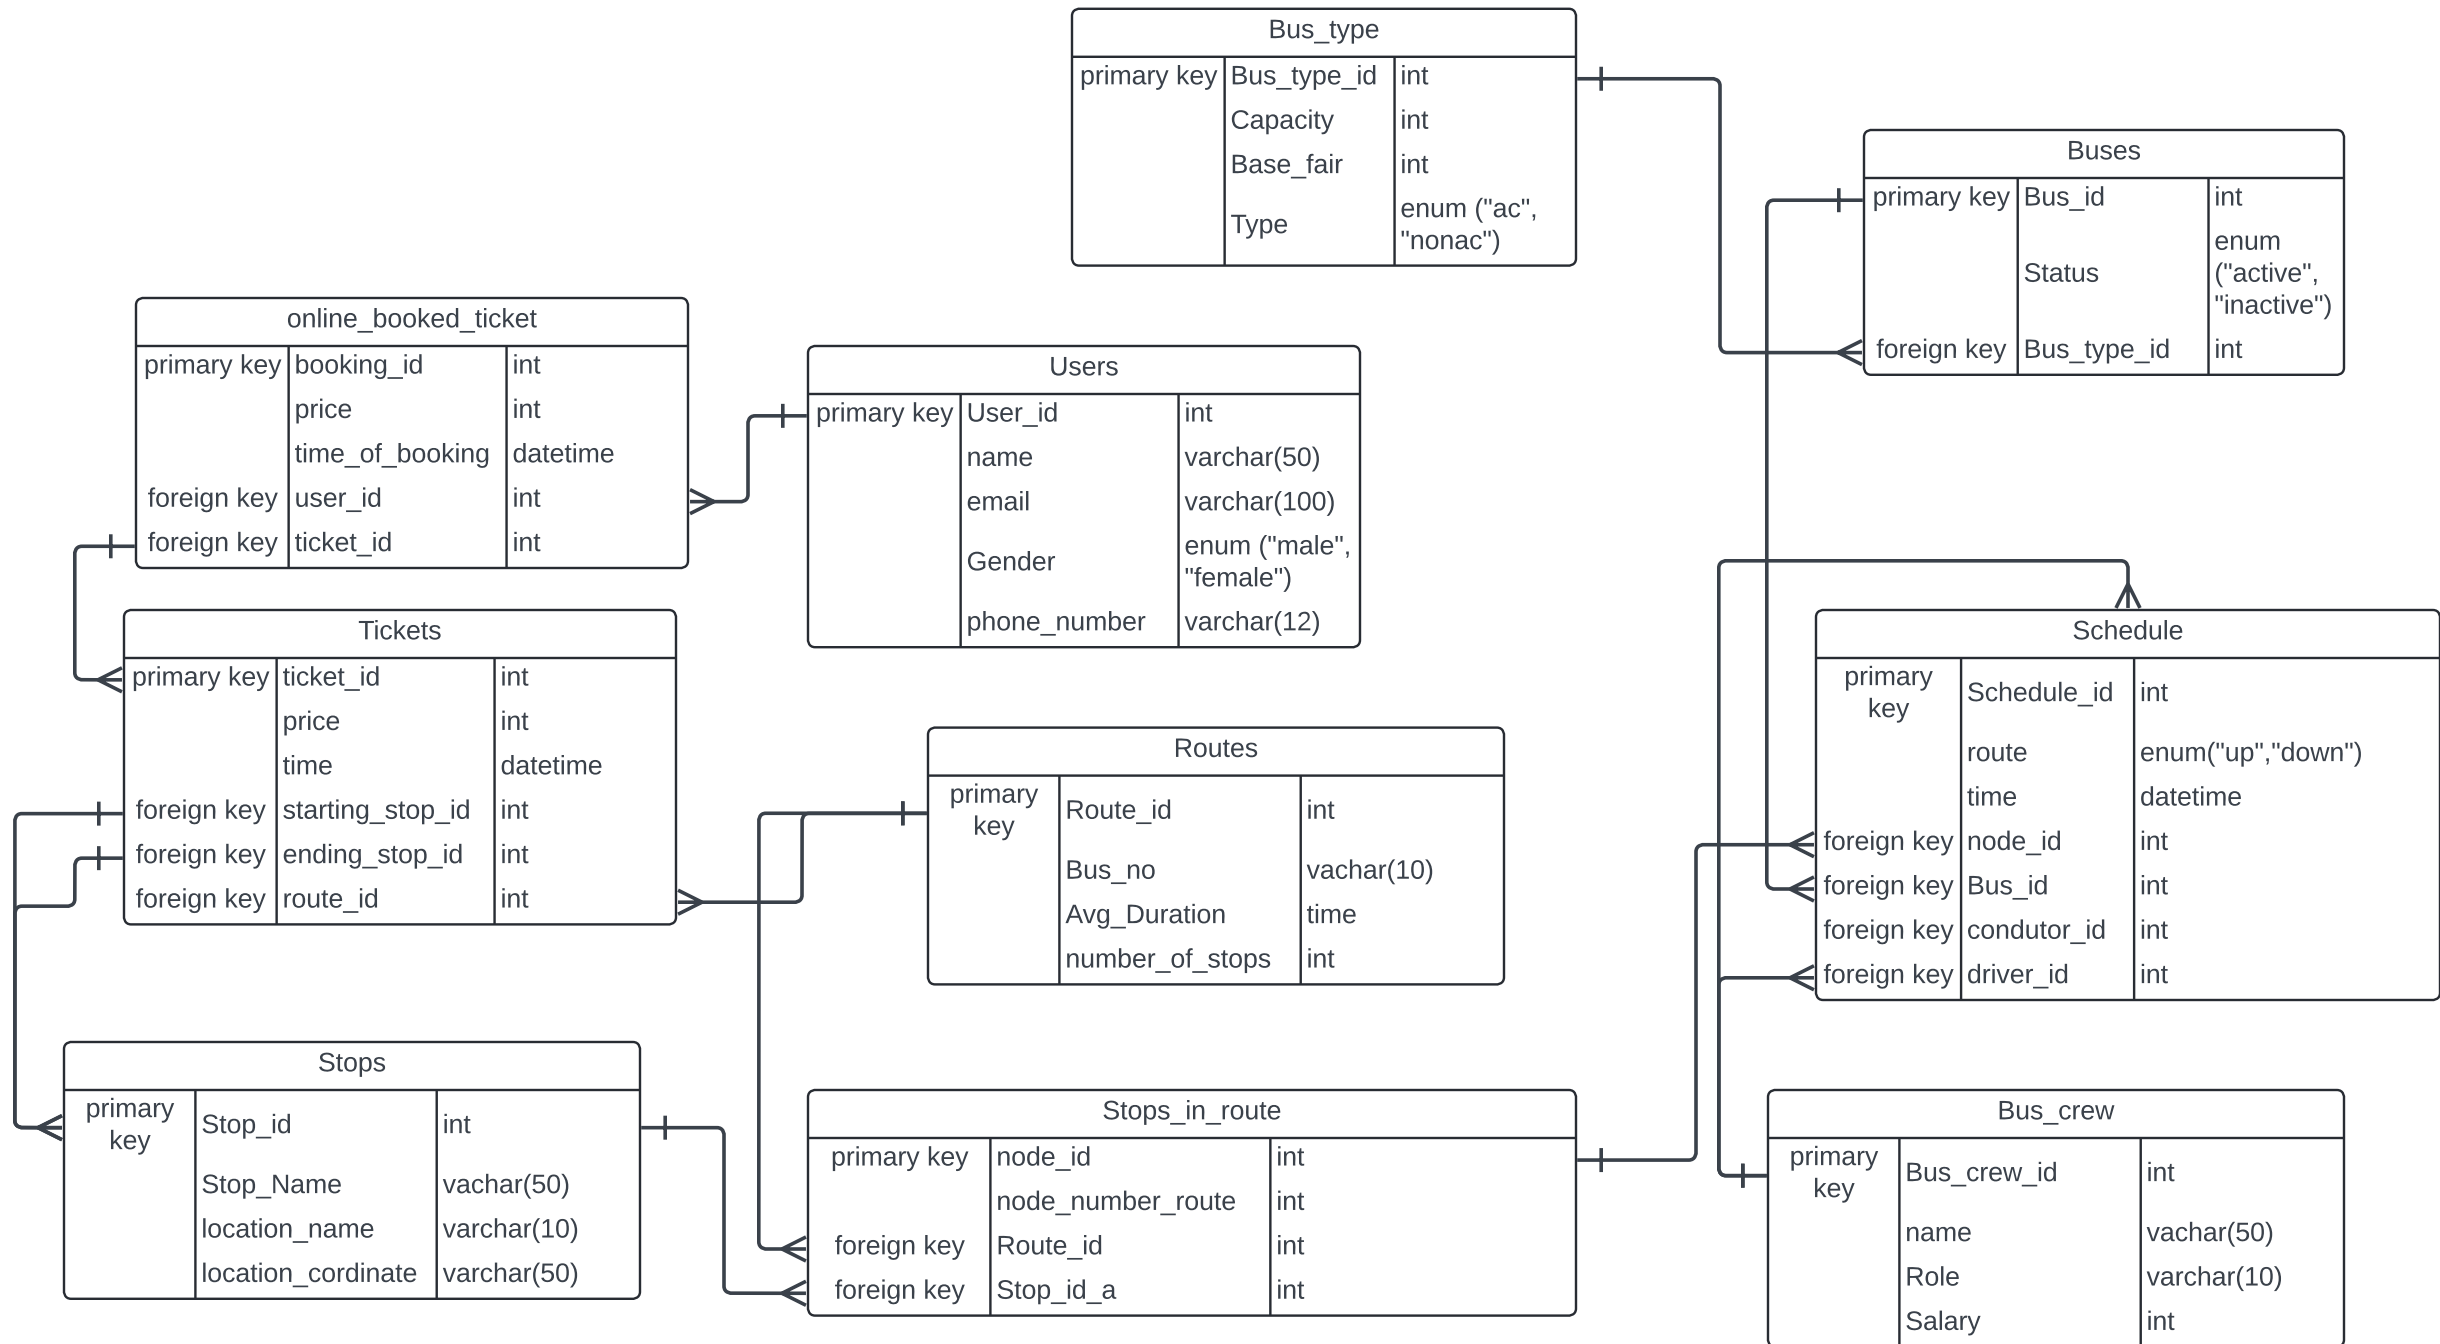 Bus_type
primary key Bus_type_id int
Capacity int
Base_fair int
Type enum ("ac",
"nonac")
Buses
primary key Bus_id int
Status enum
("active",
"inactive")
foreign key Bus_type_id int
online_booked_ticket
primary key booking_id int
price int
time_of_booking datetime
foreign key user_id int
foreign key ticket_id int
Users
primary key User_id int
name varchar(50)
email varchar(100)
Gender enum ("male",
"female")
phone_number varchar(12)
Tickets
primary key ticket_id int
price int
time datetime
foreign key starting_stop_id int
foreign key ending_stop_id int
foreign key route_id int
Schedule
primary
key Schedule_id int
route enum("up","down")
time datetime
foreign key node_id int
foreign key Bus_id int
foreign key condutor_id int
foreign key driver_id int
Routes
primary
key Route_id int
Bus_no vachar(10)
Avg_Duration time
number_of_stops int
Stops
primary
key Stop_id int
Stop_Name vachar(50)
location_name varchar(10)
location_cordinate varchar(50)
Stops_in_route
primary key node_id int
node_number_route int
foreign key Route_id int
foreign key Stop_id_a int
Bus_crew
primary
key Bus_crew_id int
name vachar(50)
Role varchar(10)
Salary int